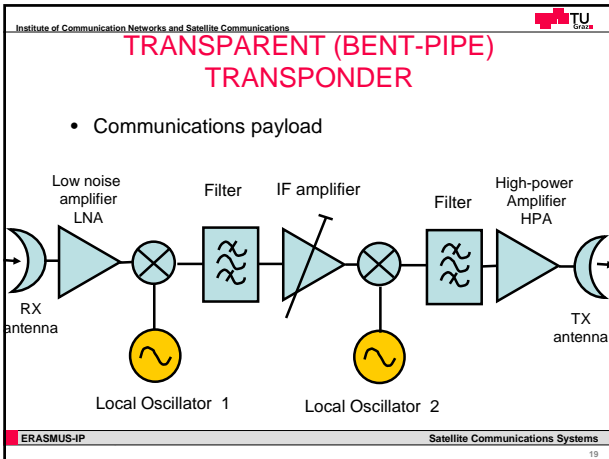 Institute of Communication Networks and Satellite Communications
TU
Graz
TRANSPARENT (BENT-PIPE)
TRANSPONDER
• Communications payload
Low noise
amplifier
LNA
Filter
IF amplifier
Filter
High-power
Amplifier
HPA
RX
antenna
TX
antenna
Local Oscillator 1
Local Oscillator 2
ERASMUS-IP
Satellite Communications Systems
19